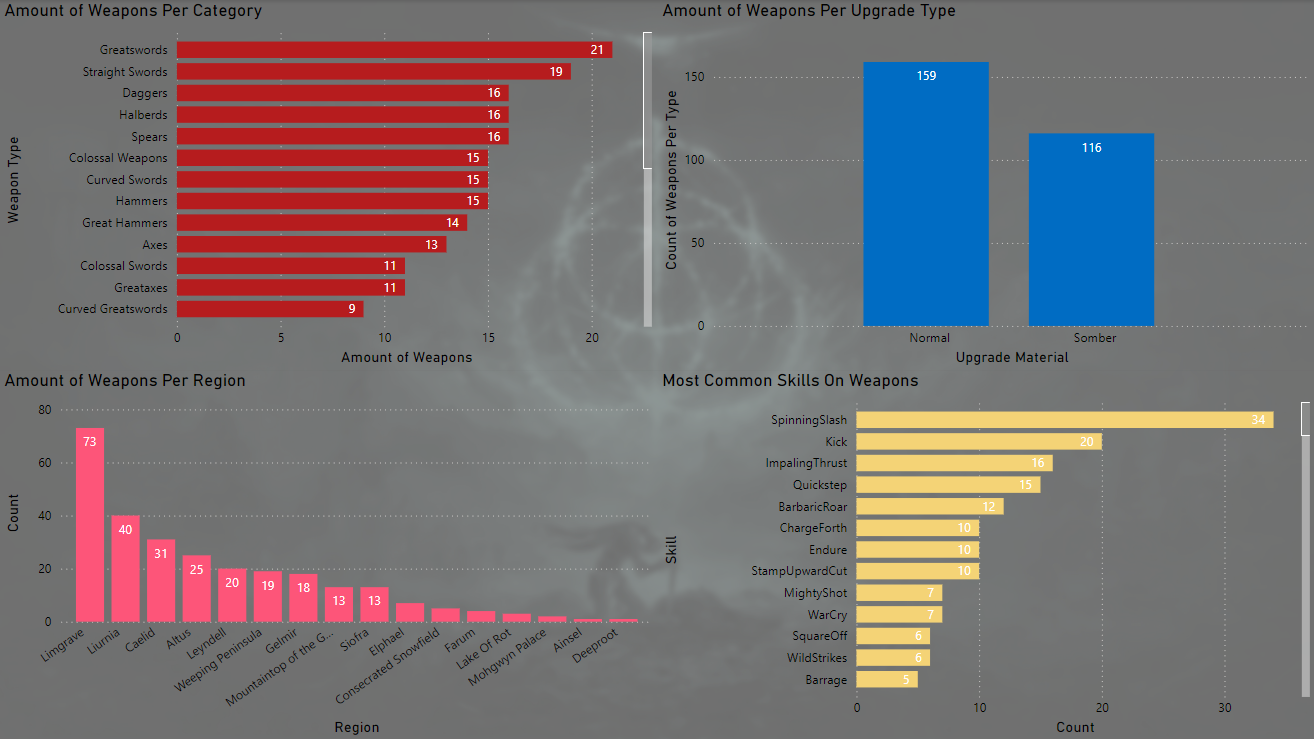 Amount of Weapons Per Category
Weapon Type
Greatswords 21
Straight Swords 19
Daggers 16
Halberds 16
Spears 16
Colossal Weapons 15
Curved Swords 15
Hammers 15
Great Hammers 14
Axes 13
Colossal Swords 11
Greataxes 11
Curved Greatswords 9
0 5 10 15 20
Amount of Weapons
Amount of Weapons Per Upgrade Type
Count of Weapons Per Type
150
100
50
0
159
116
Normal Somber
Upgrade Material
Amount of Weapons Per Region
Count
80
60
40
20
0
73 40 31 25 20 19 18 13 13
Limgrave
Liurnia
Caelid
Altus
Leyndell
Weeping Peninsula
Gelmir
Mountaintop of the G...
Siofra
Elphael
Consecrated Snowfield
Farum
Lake Of Rot
Mohgwyn Palace
Ainsel
Deeproot
Region
Most Common Skills On Weapons
Skill
SpinningSlash 34
Kick 20
ImpalingThrust 16
Quickstep 15
BarbaricRoar 12
ChargeForth 10
Endure 10
StampUpwardCut 10
MightyShot 7
WarCry 7
SquareOff 6
WildStrikes 6
Barrage 5
0 10 20 30
Count